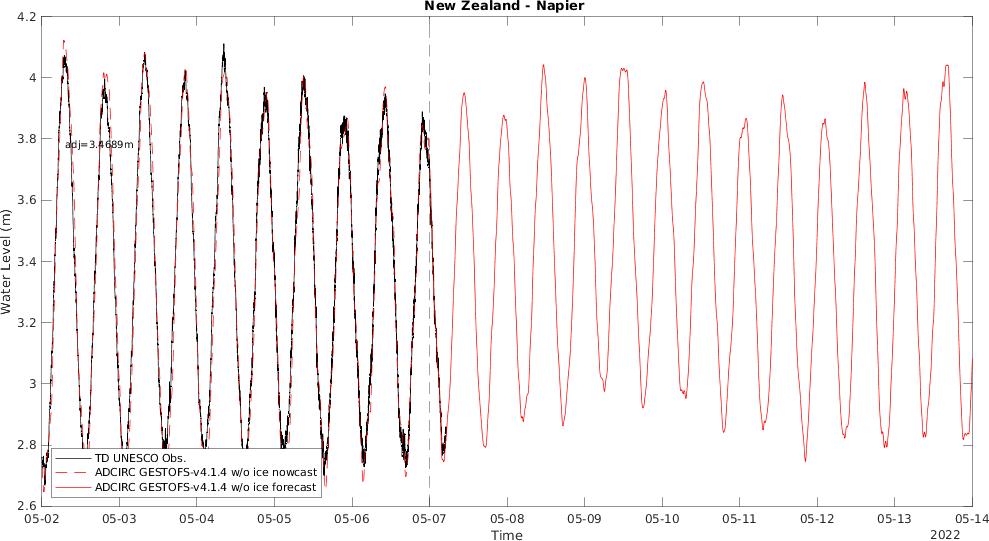 New Zealand - Napier
4.2
4
3.8
3.6
3.4
3.2
3
2.8
2.6
Water Level (m)
adj=3.4689m
TD UNESCO Obs.
ADCIRC GESTOFS-v4.1.4 w/o ice nowcast
ADCIRC GESTOFS-v4.1.4 w/o ice forecast
05-02 05-03 05-04 05-05 05-06 05-07 05-08 05-09 05-10 05-11 05-12 05-13 05-14
Time
2022